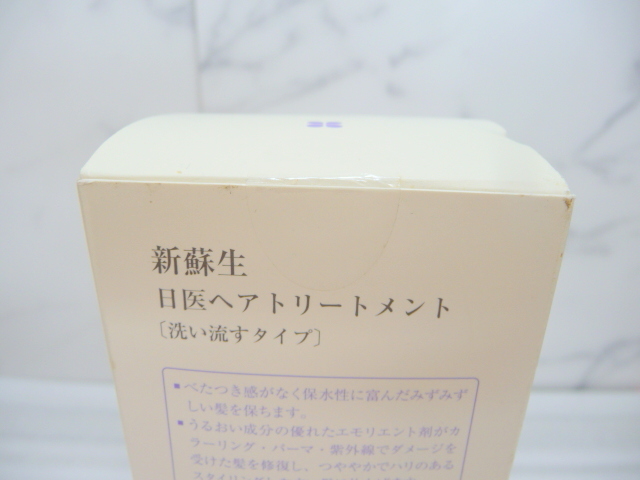 新蘇生
日医ヘアトリートメント
〔洗い流すタイプ〕
■べたつき感がなく保水性に富んだみずみず
しい髪を保ちます。
■うるおい成分の優れたエモリエント剤がカ
ラーリング・パーマ・紫外線でダメージを
受けた髪を修復し、つややかでハリのある